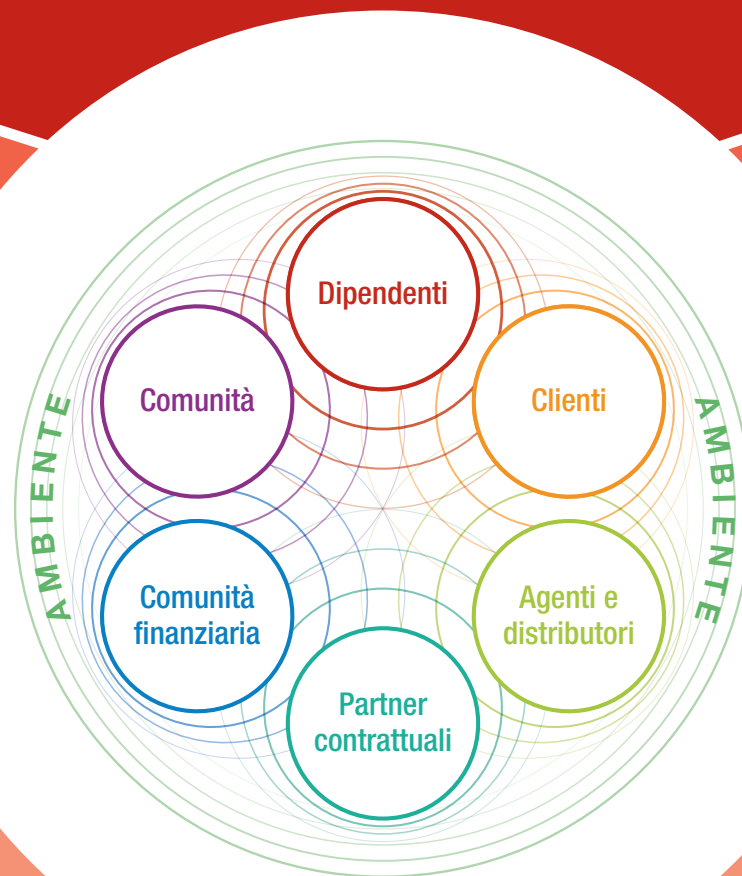 Dipendenti
Comunità
Clienti
AMBIENTE
AMBIENTE
Comunità
finanziaria
Agenti e
distributori
Partner
contrattuali